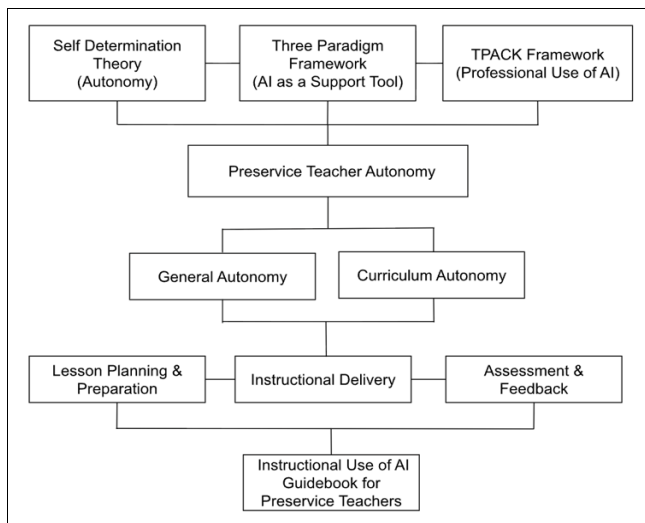 Self Determination
Theory
(Autonomy)
Three Paradigm
Framework
(AI as a Support Tool)
TPACK Framework
(Professional Use of AI)
Preservice Teacher Autonomy
General Autonomy
Curriculum Autonomy
Lesson Planning &
Preparation
Instructional Delivery
Assessment &
Feedback
Instructional Use of AI
Guidebook for
Preservice Teachers